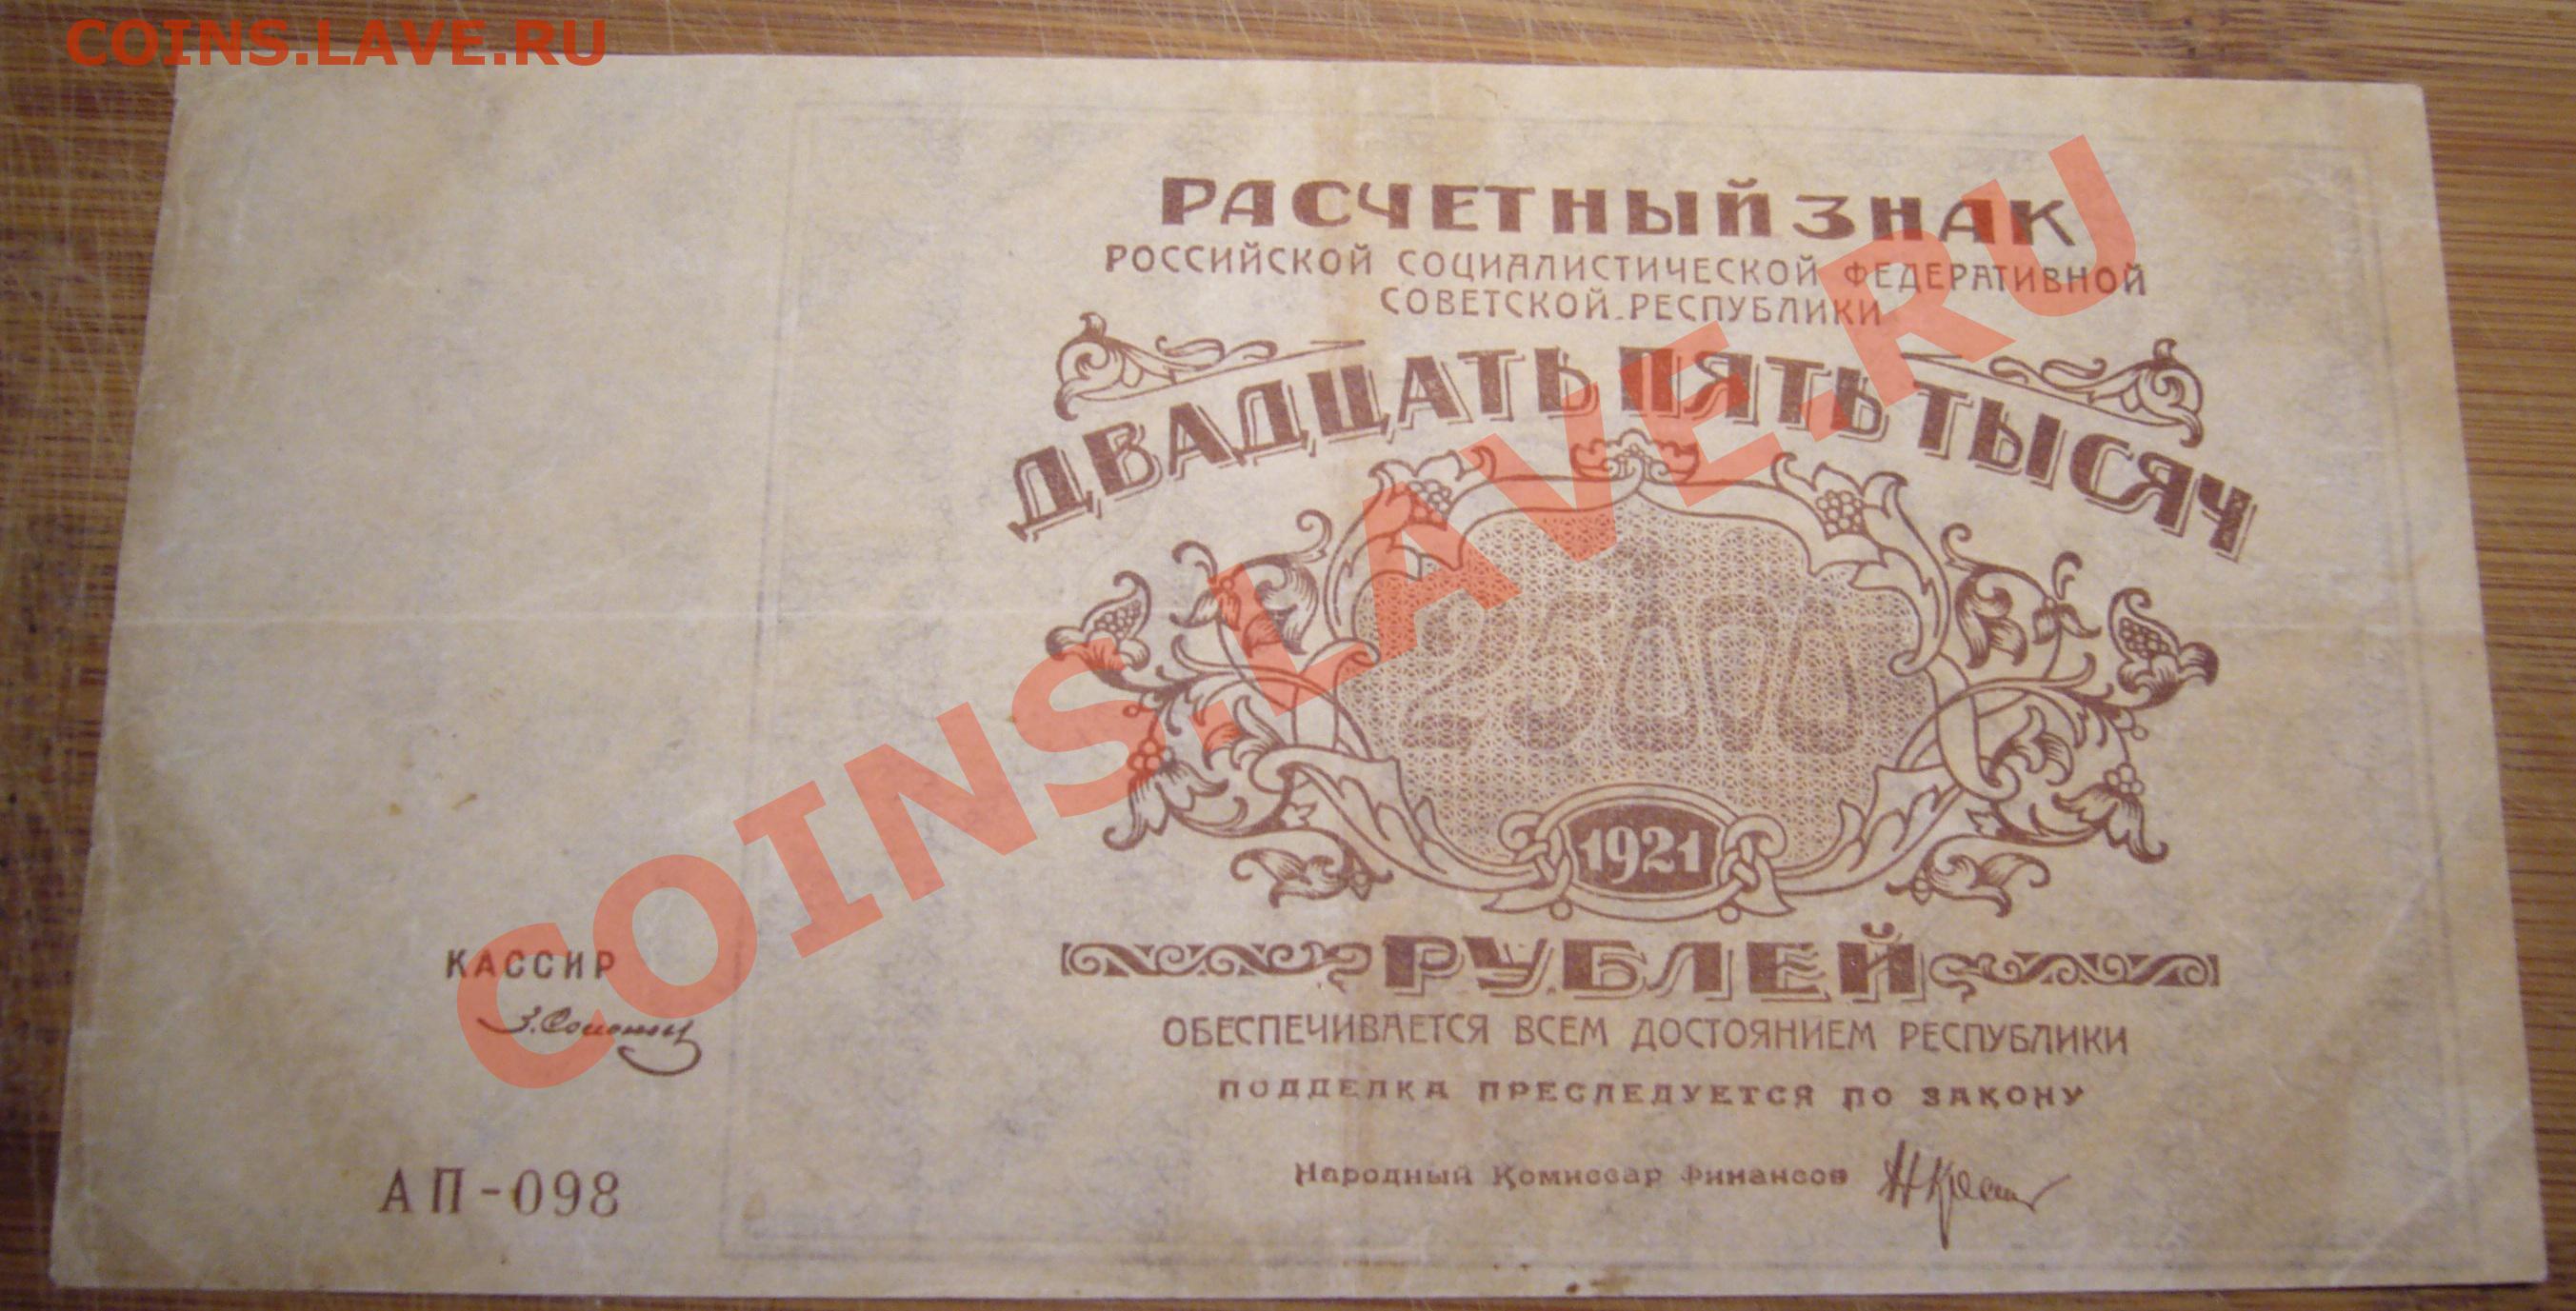 COINS.LAVE.RU
РАСЧЕТНЫЙ ЗНАК
РОССИЙСКОЙ СОЦИАЛИСТИЧЕСКОЙ ФЕДЕРАТИВНОЙ
СОВЕТСКОЙ РЕСПУБЛИКИ
ДВАДЦАТЬ ПЯТЬ ТЫСЯЧ
25000
1921
РУБЛЕЙ
ОБЕСПЕЧИВАЕТСЯ ВСЕМ ДОСТОЯНИЕМ РЕСПУБЛИКИ
ПОДДЕЛКА ПРЕСЛЕДУЕТСЯ ПО ЗАКОНУ
Народный Комиссар Финансов
КАССИР
АП-098
COINS.LAVE.RU